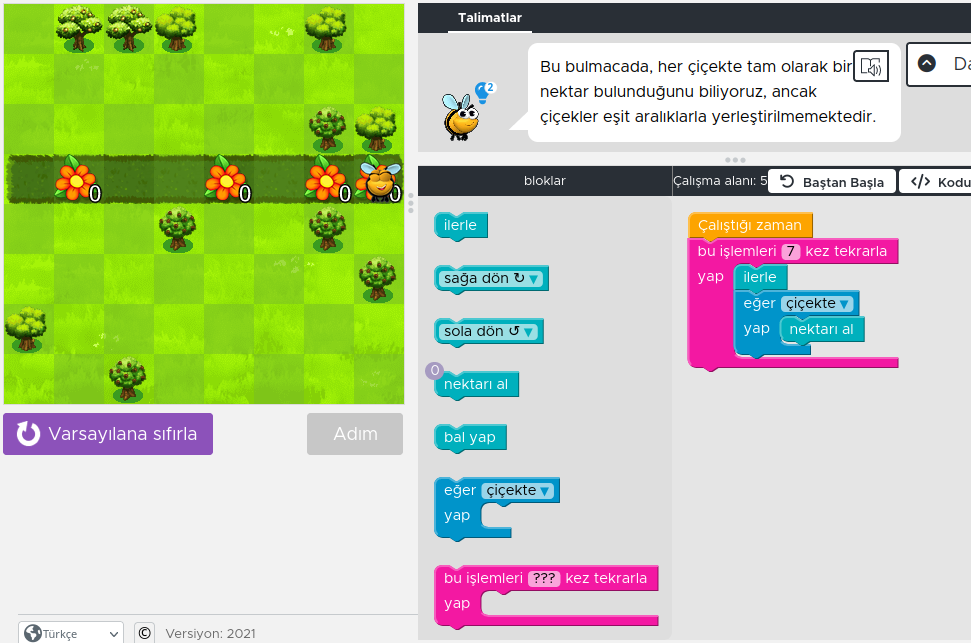 Talimatlar
Bu bulmacada, her çiçekte tam olarak bir
nektar bulunduğunu biliyoruz, ancak
çiçekler eşit aralıklarla yerleştirilmemektedir.
2
bloklar
Çalışma alanı: 5
Baştan Başla
</> Kodu
0
0
0
0
ilerle
sağa dön ↻ ▼
sola dön ↺ ▼
0
nektarı al
bal yap
eğer çiçekte ▼
yap
bu işlemleri ??? kez tekrarla
yap
Çalıştığı zaman
bu işlemleri 7 kez tekrarla
yap ilerle
eğer çiçekte ▼
yap nektarı al
Varsayılana sıfırla
Adım
Türkçe
© Versiyon: 2021